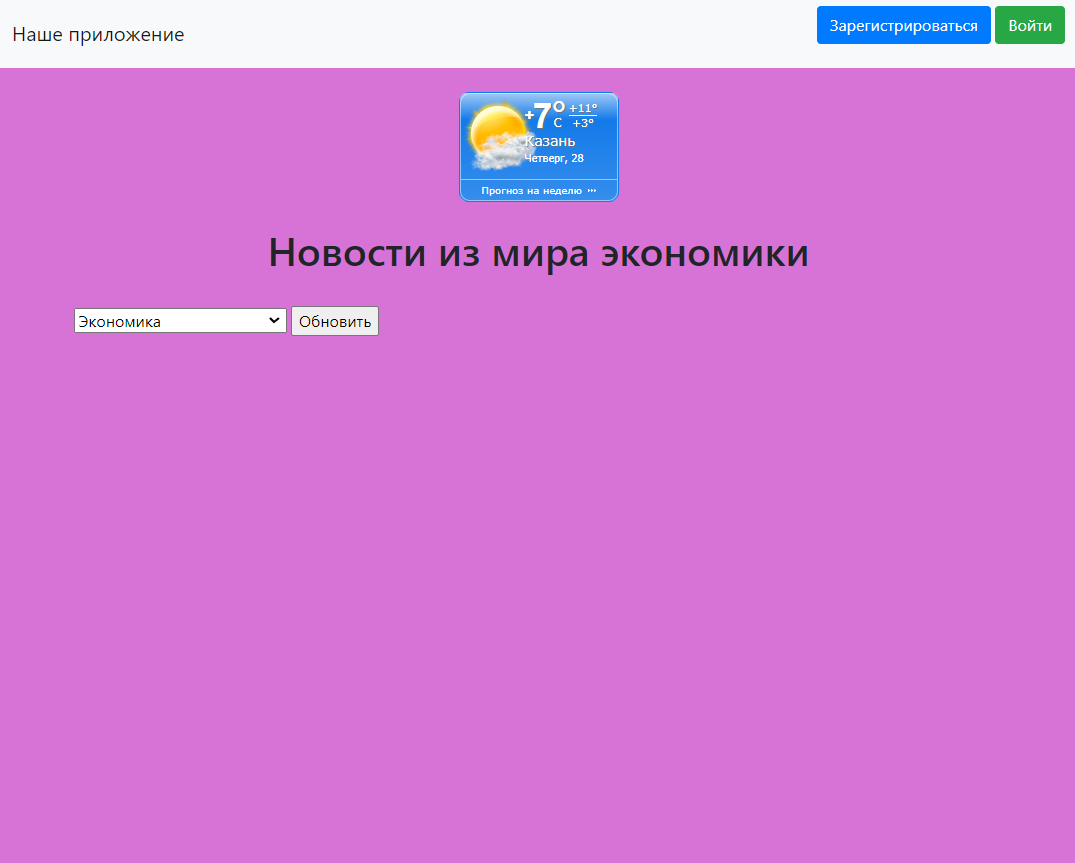 Наше приложение
Зарегистрироваться
Войти
+7°C
+11°
+3°
Казань
Четверг, 28
Прогноз на неделю ···
Новости из мира экономики
Экономика
Обновить